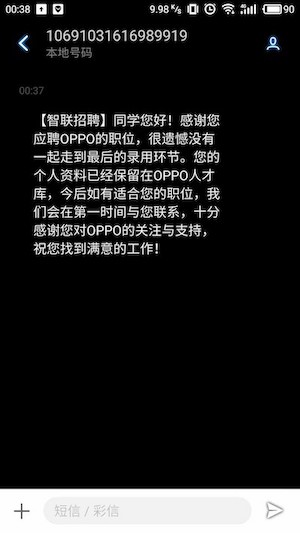 00:38
9.98 K/s
90
10691031616989919
本地号码
00:37
【智联招聘】同学您好！感谢您
应聘OPPO的职位，很遗憾没有
一起走到最后的录用环节。您的
个人资料已经保留在OPPO人才
库，今后如有适合您的职位，我
们会在第一时间与您联系，十分
感谢您对OPPO的关注与支持，
祝您找到满意的工作！
短信 / 彩信